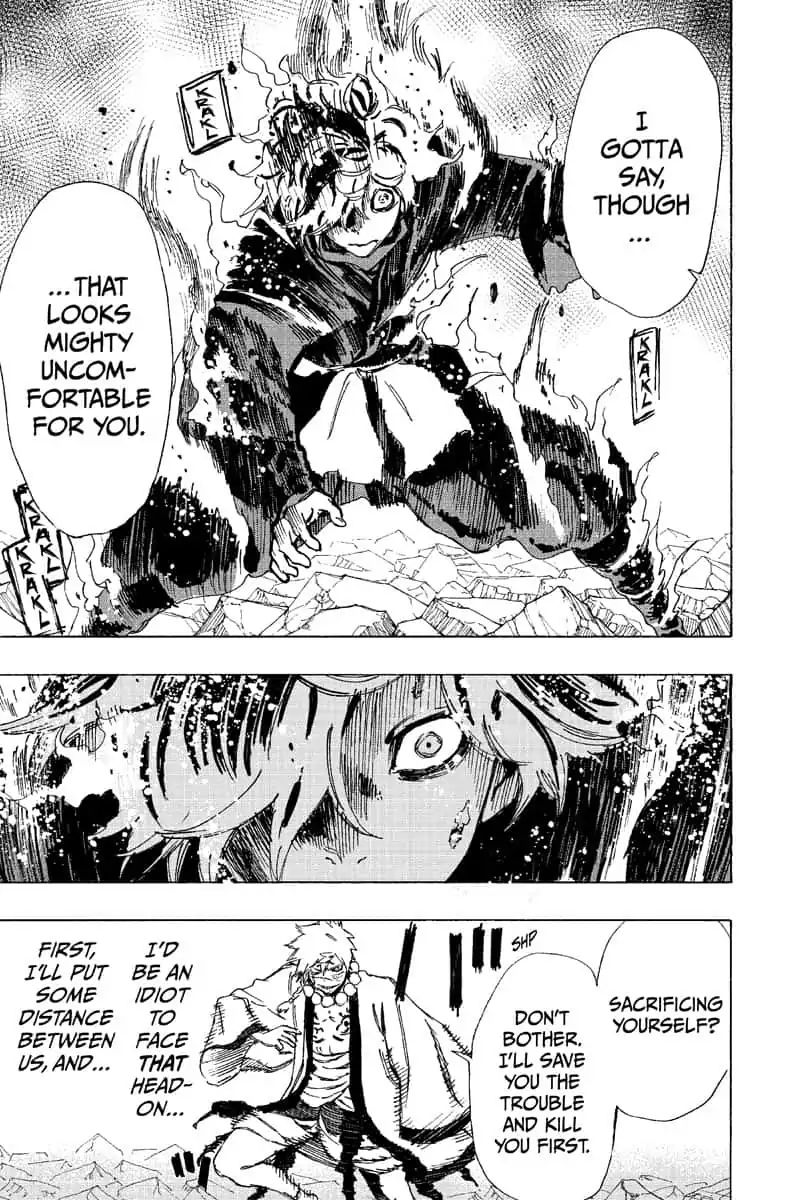 I
GOTTA
SAY,
THOUGH
...
KRAKL
...THAT
LOOKS
MIGHTY
UNCOM-
FORTABLE
FOR YOU.
KRAKL
KRAKL
KRAKL
SACRIFICING
YOURSELF?
DON'T
BOTHER.
I'LL SAVE
YOU THE
TROUBLE
AND KILL
YOU FIRST.
SHP
I'D
BE AN
IDIOT
TO
FACE
THAT
HEAD-
ON...
FIRST,
I'LL PUT
SOME
DISTANCE
BETWEEN
US, AND...